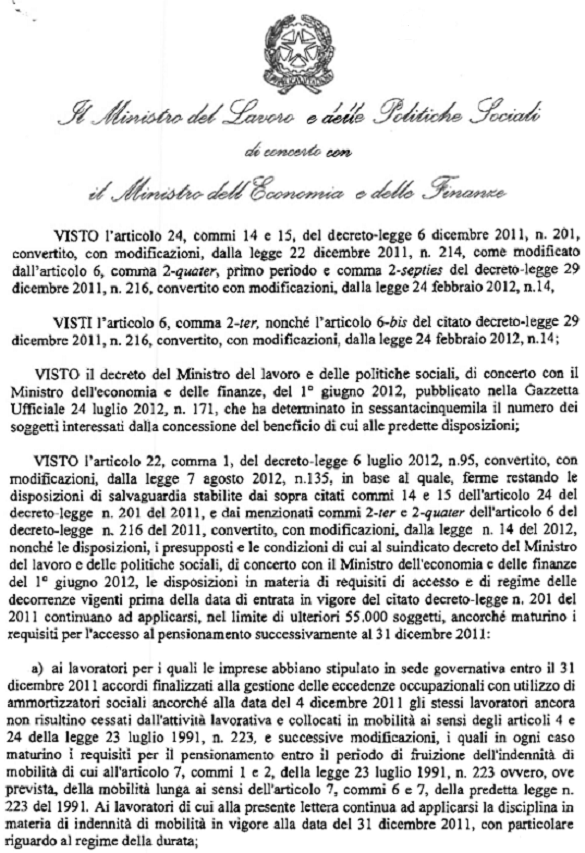 Il Ministro del Lavoro e delle Politiche Sociali
di concerto con
il Ministro dell'Economia e delle Finanze
VISTO l'articolo 24, commi 14 e 15, del decreto-legge 6 dicembre 2011, n. 201,
convertito, con modificazioni, dalla legge 22 dicembre 2011, n. 214, come modificato
dall'articolo 6, comma 2-quater, primo periodo e comma 2-septies del decreto-legge 29
dicembre 2011, n. 216, convertito con modificazioni, dalla legge 24 febbraio 2012, n.14,
VISTI l'articolo 6, comma 2-ter, nonché l'articolo 6-bis del citato decreto-legge 29
dicembre 2011, n. 216, convertito, con modificazioni, dalla legge 24 febbraio 2012, n.14;
VISTO il decreto del Ministro del lavoro e delle politiche sociali, di concerto con il
Ministro dell'economia e delle finanze, del 1° giugno 2012, pubblicato nella Gazzetta
Ufficiale 24 luglio 2012, n. 171, che ha determinato in sessantacinquemila il numero dei
soggetti interessati dalla concessione del beneficio di cui alle predette disposizioni;
VISTO l'articolo 22, comma 1, del decreto-legge 6 luglio 2012, n.95, convertito, con
modificazioni, dalla legge 7 agosto 2012, n.135, in base al quale, ferme restando le
disposizioni di salvaguardia stabilite dai sopra citati commi 14 e 15 dell'articolo 24 del
decreto-legge n. 201 del 2011, e dai menzionati commi 2-ter e 2-quater dell'articolo 6 del
decreto-legge n. 216 del 2011, convertito, con modificazioni, dalla legge n. 14 del 2012,
nonché le disposizioni, i presupposti e le condizioni di cui al suindicato decreto del Ministro
del lavoro e delle politiche sociali, di concerto con il Ministro dell'economia e delle finanze
del 1° giugno 2012, le disposizioni in materia di requisiti di accesso e di regime delle
decorrenze vigenti prima della data di entrata in vigore del citato decreto-legge n. 201 del
2011 continuano ad applicarsi, nel limite di ulteriori 55.000 soggetti, ancorché maturino i
requisiti per l'accesso al pensionamento successivamente al 31 dicembre 2011:
a) ai lavoratori per i quali le imprese abbiano stipulato in sede governativa entro il 31
dicembre 2011 accordi finalizzati alla gestione delle eccedenze occupazionali con utilizzo di
ammortizzatori sociali ancorché alla data del 4 dicembre 2011 gli stessi lavoratori ancora
non risultino cessati dall'attività lavorativa e collocati in mobilità ai sensi degli articoli 4 e
24 della legge 23 luglio 1991, n. 223, e successive modificazioni, i quali in ogni caso
maturino i requisiti per il pensionamento entro il periodo di fruizione dell'indennità di
mobilità di cui all'articolo 7, commi 1 e 2, della legge 23 luglio 1991, n. 223 ovvero, ove
prevista, della mobilità lunga ai sensi dell'articolo 7, commi 6 e 7, della predetta legge n.
223 del 1991. Ai lavoratori di cui alla presente lettera continua ad applicarsi la disciplina in
materia di indennità di mobilità in vigore alla data del 31 dicembre 2011, con particolare
riguardo al regime della durata;